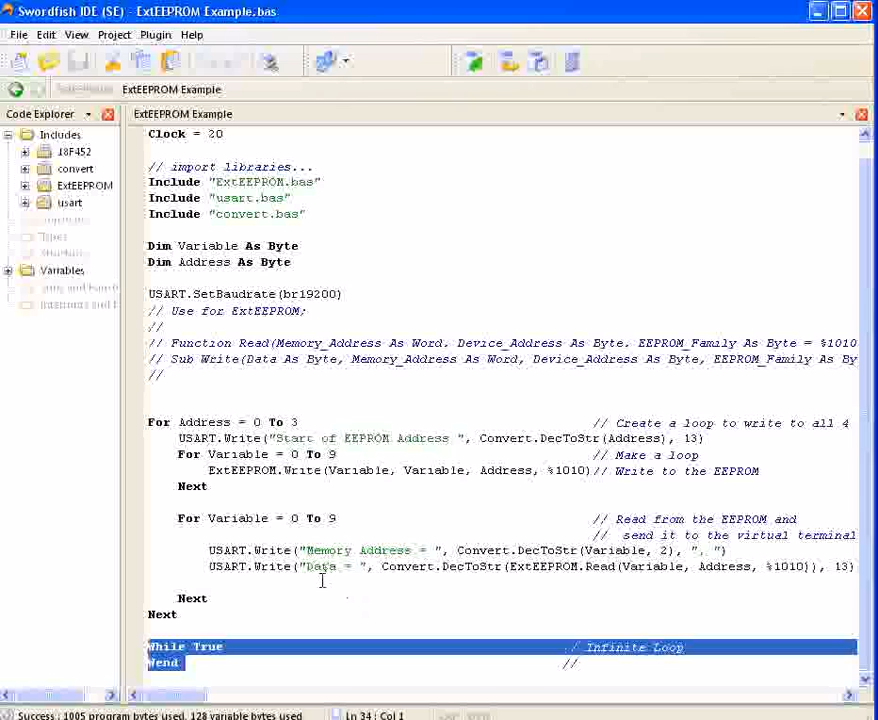 Swordfish IDE (SE) - ExtEEPROM Example.bas
File Edit View Project Plugin Help
ExtEEPROM Example
Code Explorer
ExtEEPROM Example
Includes
18F452
convert
ExtEEPROM
usart
Variables
Clock = 20
// import libraries...
Include "ExtEEPROM.bas"
Include "usart.bas"
Include "convert.bas"
Dim Variable As Byte
Dim Address As Byte
USART.SetBaudrate(br19200)
// Use for ExtEEPROM;
//
// Function Read(Memory_Address As Word. Device_Address As Byte. EEPROM_Family As Byte = %1010
// Sub Write(Data As Byte, Memory_Address As Word, Device_Address As Byte, EEPROM_Family As By
//
For Address = 0 To 3 // Create a loop to write to all 4
USART.Write("Start of EEPROM Address ", Convert.DecToStr(Address), 13)
For Variable = 0 To 9 // Make a loop
ExtEEPROM.Write(Variable, Variable, Address, %1010) // Write to the EEPROM
Next
For Variable = 0 To 9 // Read from the EEPROM and
// send it to the virtual terminal
USART.Write("Memory Address = ", Convert.DecToStr(Variable, 2), ", ")
USART.Write("Data = ", Convert.DecToStr(ExtEEPROM.Read(Variable, Address, %1010)), 13)
Next
Next
While True / Infinite Loop
Wend //
Success : 1005 program bytes used, 128 variable bytes used Ln 34 : Col 1